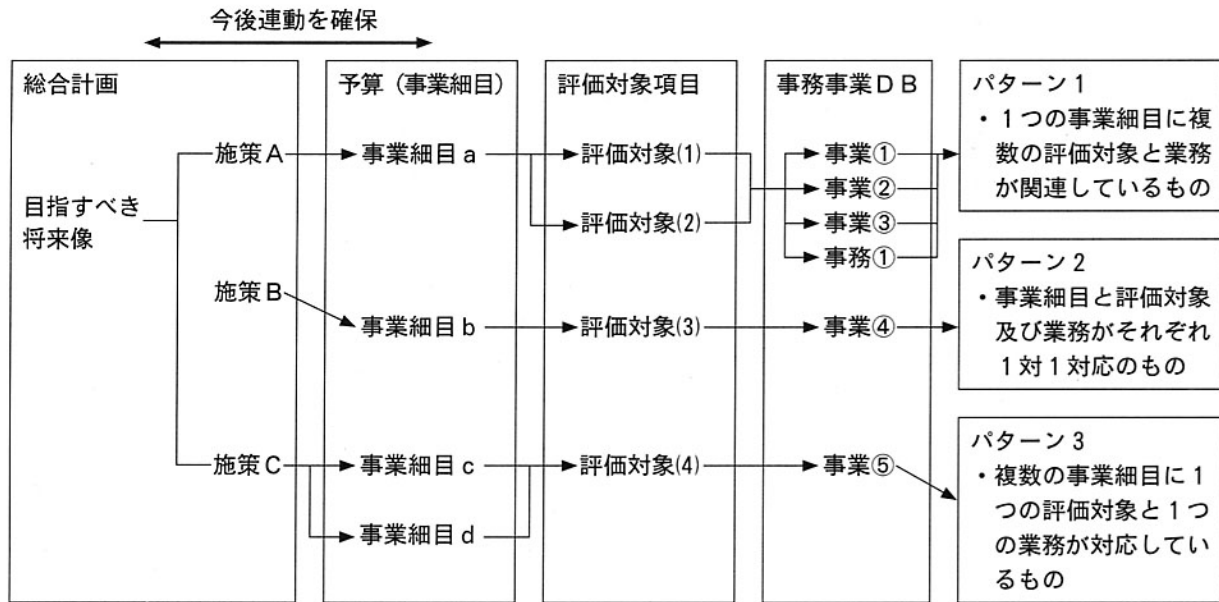 今後連動を確保
総合計画
目指すべき
将来像
施策A
施策B
施策C
予算（事業細目）
事業細目a
事業細目b
事業細目c
事業細目d
評価対象項目
評価対象⑴
評価対象⑵
評価対象⑶
評価対象⑷
事務事業ＤＢ
事業①
事業②
事業③
事務①
事業④
事業⑤
パターン１
・１つの事業細目に複
数の評価対象と業務
が関連しているもの
パターン２
・事業細目と評価対象
及び業務がそれぞれ
１対１対応のもの
パターン３
・複数の事業細目に１
つの評価対象と１つ
の業務が対応してい
るもの